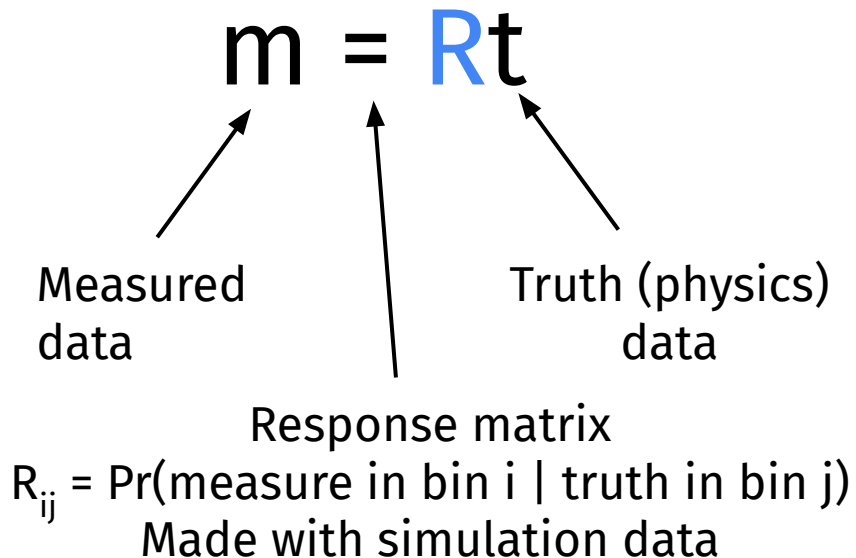 m = Rt
Measured
data
Truth (physics)
data
Response matrix
R_ij = Pr(measure in bin i | truth in bin j)
Made with simulation data